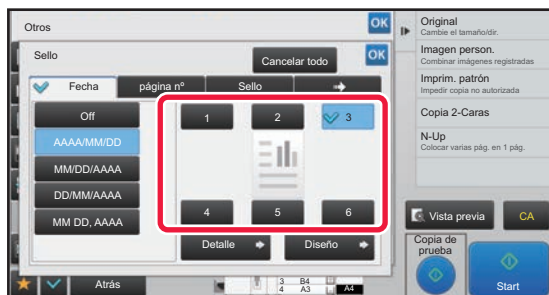 Otros
OK
Sello
Cancelar todo
OK
Fecha
página nº
Sello
Off
AAAA/MM/DD
MM/DD/AAAA
DD/MM/AAAA
MM DD, AAAA
1
2
3
4
5
6
Detalle
Diseño
Atrás
3 B4
4 A3
A4
Original
Cambie el tamaño/dir.
Imagen person.
Combinar imágenes registradas
Imprim. patrón
Impedir copia no autorizada
Copia 2-Caras
N-Up
Colocar varias pág. en 1 pág.
Vista previa
CA
Copia de
prueba
Start